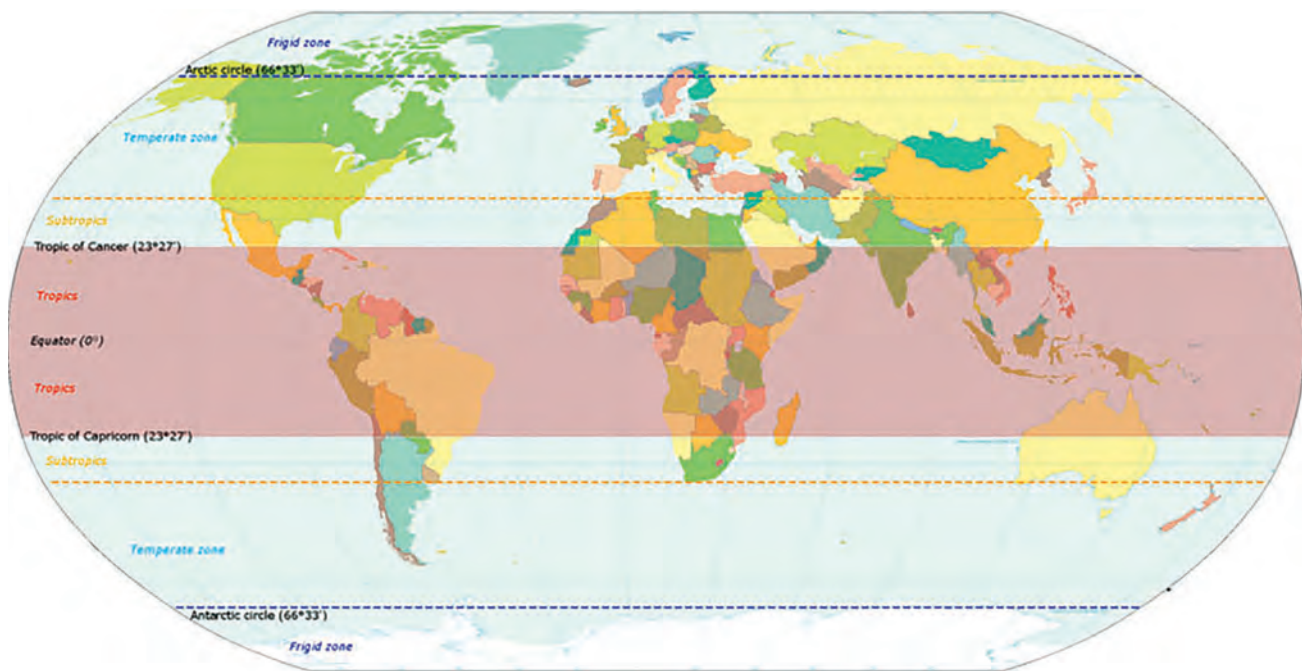 Frigid zone
Arctic circle (66°33′)
Temperate zone
Subtropics
Tropic of Cancer (23°27′)
Tropics
Equator (0°)
Tropics
Tropic of Capricorn (23°27′)
Subtropics
Temperate zone
Antarctic circle (66°33′)
Frigid zone